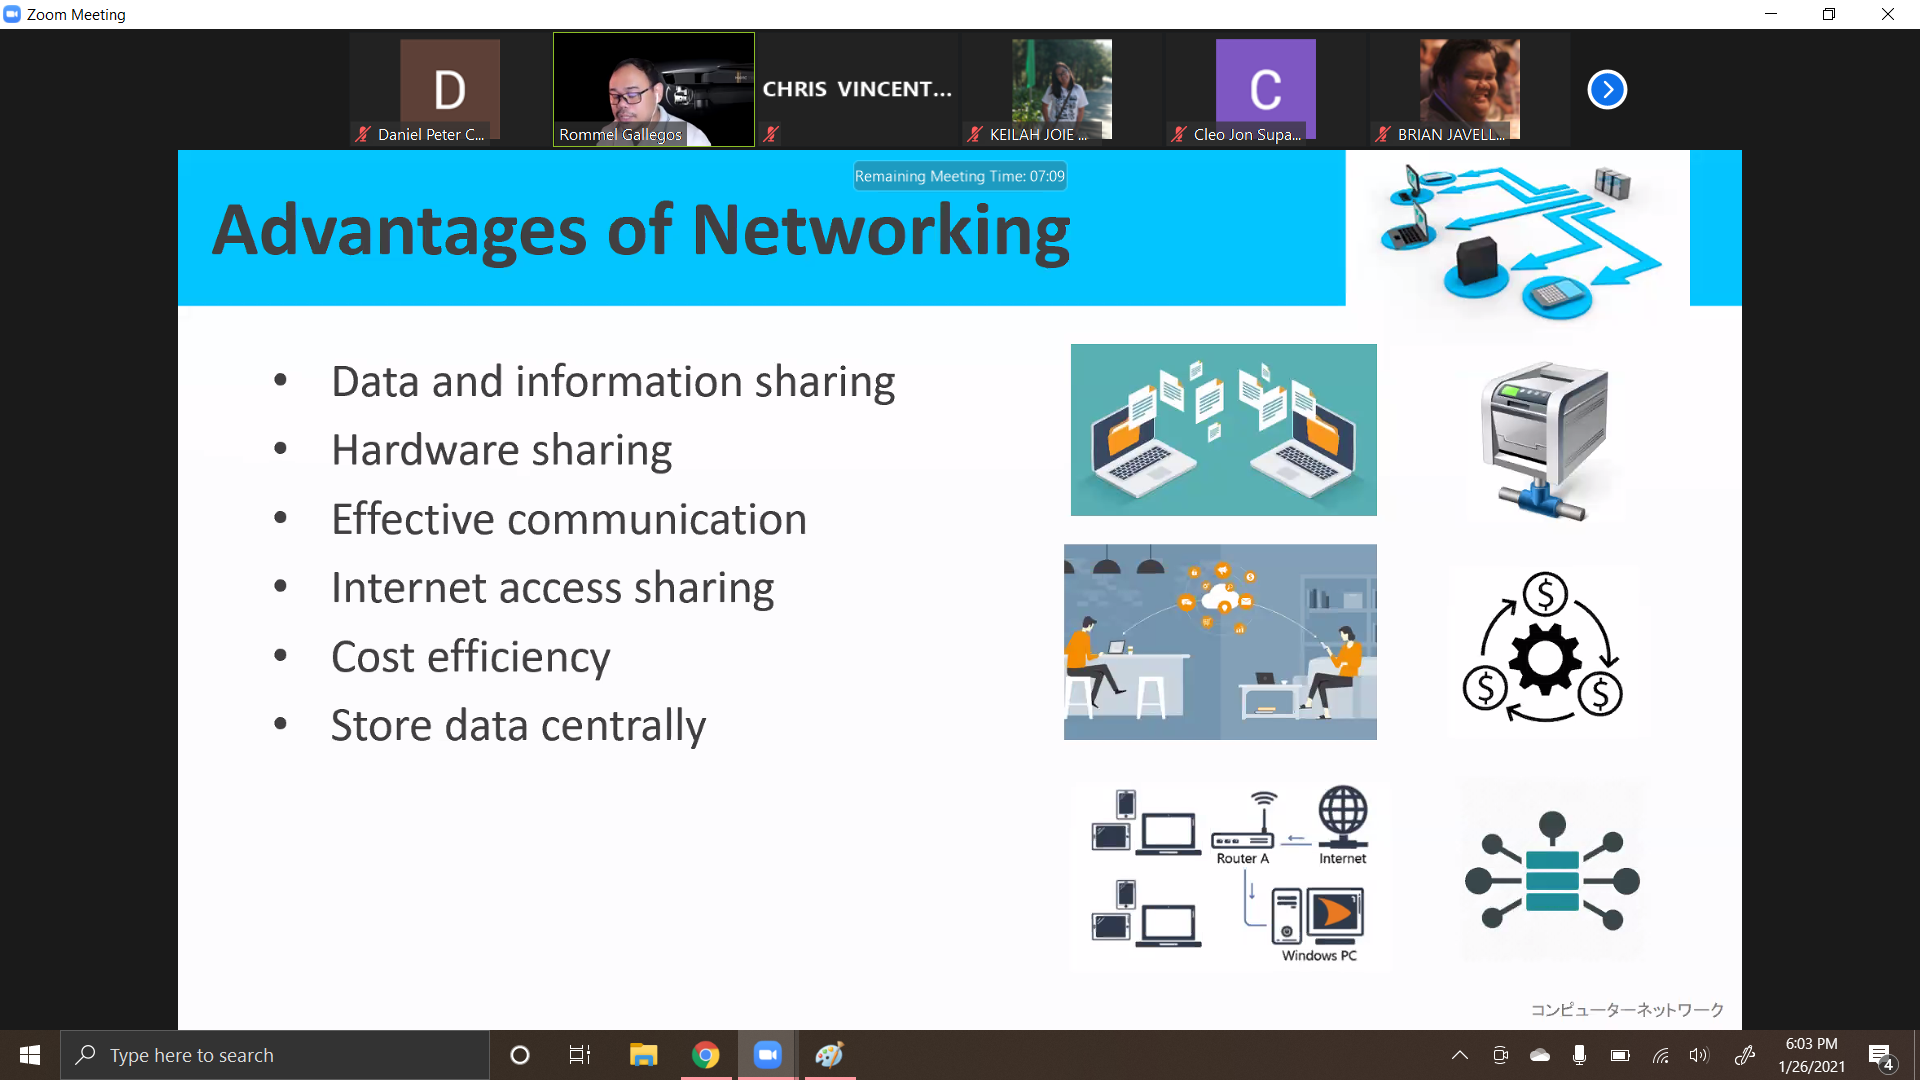 Zoom Meeting
D
CHRIS VINCENT...
C
Daniel Peter C...
Rommel Gallegos
KEILAH JOIE ...
Cleo Jon Supa...
BRIAN JAVELL...
Remaining Meeting Time: 07:09
Advantages of Networking
• Data and information sharing
• Hardware sharing
• Effective communication
• Internet access sharing
• Cost efficiency
• Store data centrally
$
$
$
Router A
Internet
Windows PC
コンピューターネットワーク
Type here to search
6:03 PM
1/26/2021
4